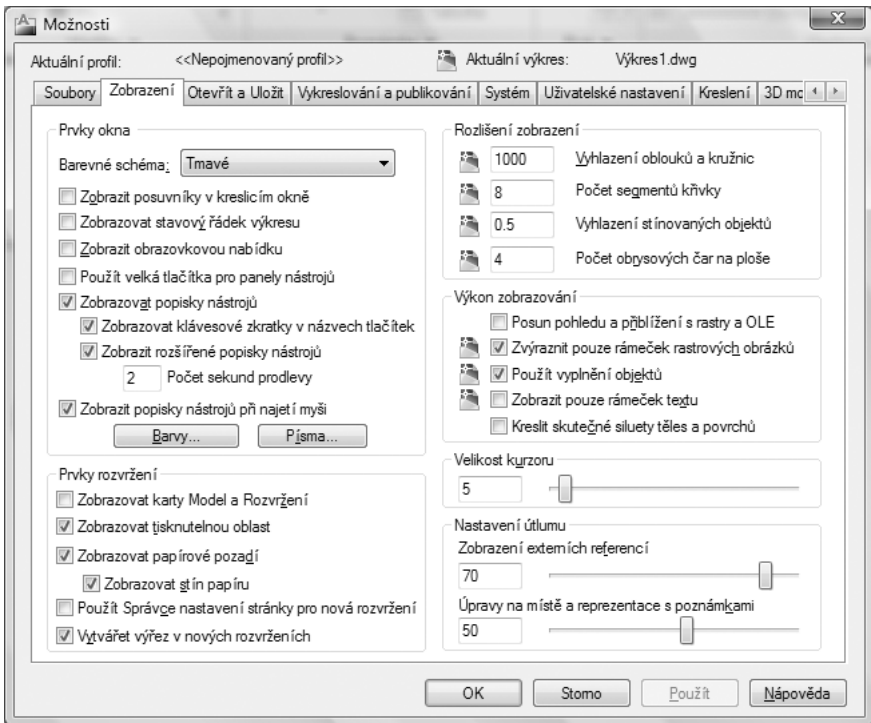 Možnosti
Aktuální profil: <<Nepojmenovaný profil>> Aktuální výkres: Výkres1.dwg
Soubory Zobrazení Otevřít a Uložit Vykreslování a publikování Systém Uživatelské nastavení Kreslení 3D mo
Prvky okna
Barevné schéma: Tmavé
Zobrazit posuvníky v kreslicím okně
Zobrazovat stavový řádek výkresu
Zobrazit obrazovkovou nabídku
Použít velká tlačítka pro panely nástrojů
Zobrazovat popisky nástrojů
Zobrazovat klávesové zkratky v názvech tlačítek
Zobrazit rozšířené popisky nástrojů
2 Počet sekund prodlevy
Zobrazit popisky nástrojů při najetí myši
Barvy... Písma...
Prvky rozvržení
Zobrazovat karty Model a Rozvržení
Zobrazovat tisknutelnou oblast
Zobrazovat papírové pozadí
Zobrazovat stín papíru
Použít Správce nastavení stránky pro nová rozvržení
Vytvářet výřez v nových rozvrženích
Rozlišení zobrazení
1000 Vyhlazení oblouků a kružnic
8 Počet segmentů křivky
0.5 Vyhlazení stínovaných objektů
4 Počet obrysových čar na ploše
Výkon zobrazování
Posun pohledu a přiblížení s rastry a OLE
Zvýraznit pouze rámeček rastrových obrázků
Použít vyplnění objektů
Zobrazit pouze rámeček textu
Kreslit skutečné siluety těles a povrchů
Velikost kurzoru
5
Nastavení útlumu
Zobrazení externích referencí
70
Úpravy na místě a reprezentace s poznámkami
50
OK Storno Použít Nápověda